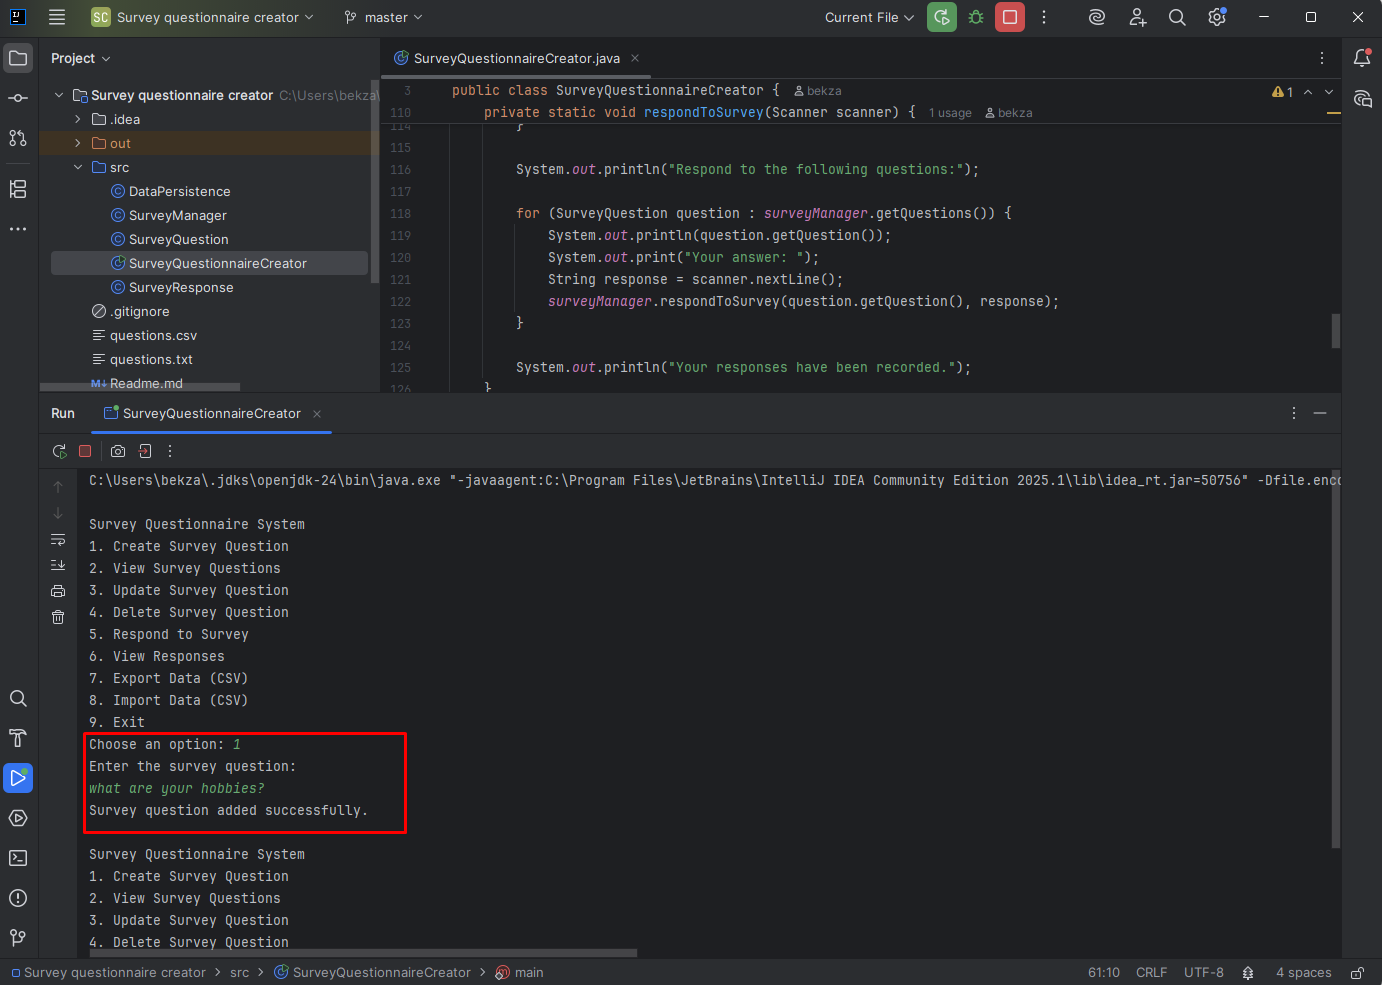 SC Survey questionnaire creator master Current File
Project
SurveyQuestionnaireCreator.java
Survey questionnaire creator C:\Users\bekza\
.idea
out
src
DataPersistence
SurveyManager
SurveyQuestion
SurveyQuestionnaireCreator
SurveyResponse
.gitignore
questions.csv
questions.txt
M↓ Readme.md
3 public class SurveyQuestionnaireCreator { bekza 1
110 private static void respondToSurvey(Scanner scanner) { 1 usage bekza
114 }
115
116 System.out.println("Respond to the following questions:");
117
118 for (SurveyQuestion question : surveyManager.getQuestions()) {
119 System.out.println(question.getQuestion());
120 System.out.print("Your answer: ");
121 String response = scanner.nextLine();
122 surveyManager.respondToSurvey(question.getQuestion(), response);
123 }
124
125 System.out.println("Your responses have been recorded.");
126 }
Run SurveyQuestionnaireCreator
C:\Users\bekza\.jdks\openjdk-24\bin\java.exe "-javaagent:C:\Program Files\JetBrains\IntelliJ IDEA Community Edition 2025.1\lib\idea_rt.jar=50756" -Dfile.enco
Survey Questionnaire System
1. Create Survey Question
2. View Survey Questions
3. Update Survey Question
4. Delete Survey Question
5. Respond to Survey
6. View Responses
7. Export Data (CSV)
8. Import Data (CSV)
9. Exit
Choose an option: 1
Enter the survey question:
what are your hobbies?
Survey question added successfully.
Survey Questionnaire System
1. Create Survey Question
2. View Survey Questions
3. Update Survey Question
4. Delete Survey Question
Survey questionnaire creator > src > SurveyQuestionnaireCreator > main 61:10 CRLF UTF-8 4 spaces